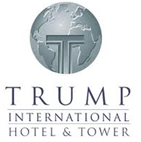 TRUMP
INTERNATIONAL
HOTEL & TOWER